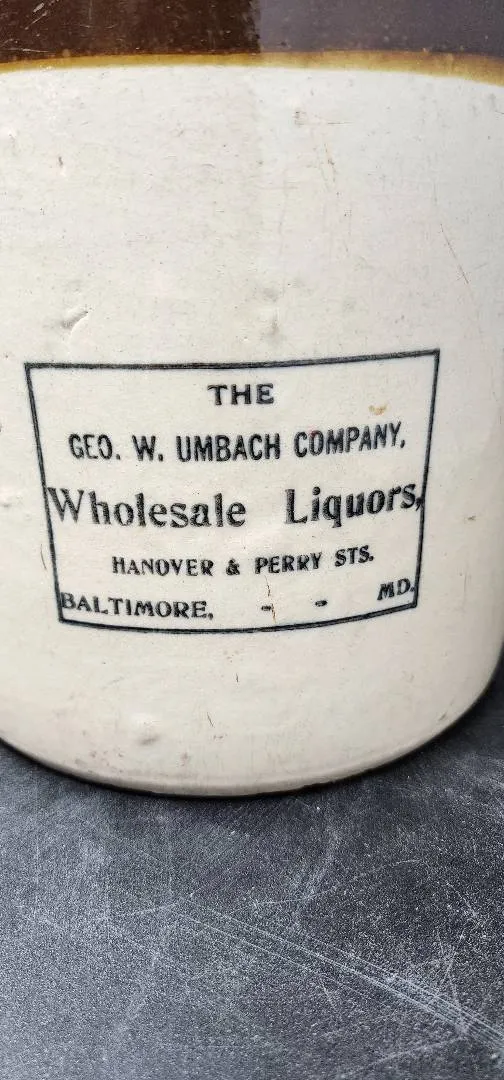 THE
GEO. W. UMBACH COMPANY,
Wholesale Liquors,
HANOVER & PERRY STS.
BALTIMORE, - - MD.